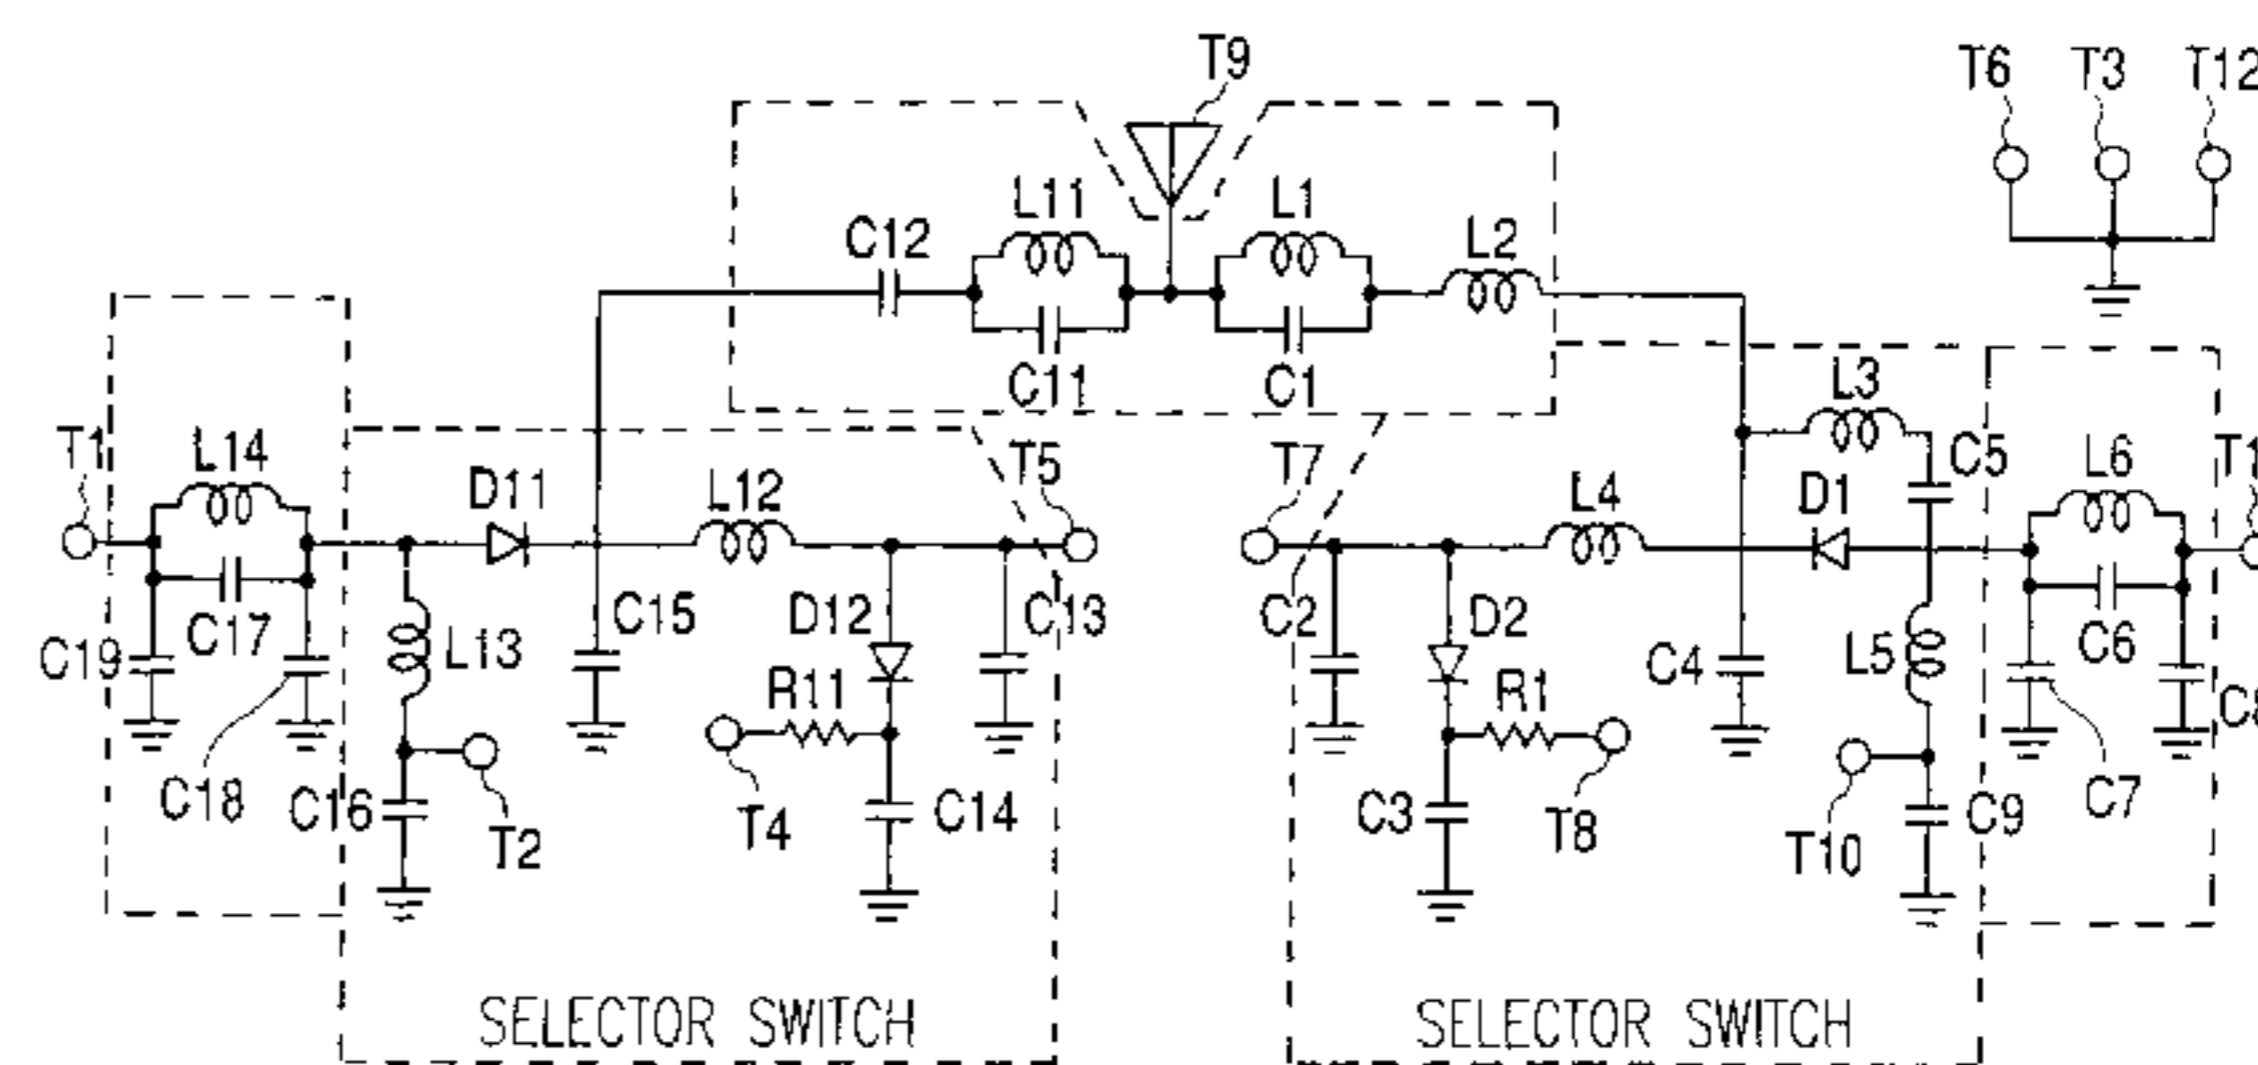 T9
T6 T3 T12
L11 L1 L2
C12
C11 C1
L3
T1 L14 D11 L12 T5 T7 L4 D1 C5 L6
C19 C17 L13 C15 D12 C13 C2 D2 C4 L5 C6
R11 R1
C18 C16 T2 T4 C14 C3 T8 T10 C9 C7
SELECTOR SWITCH SELECTOR SWITCH